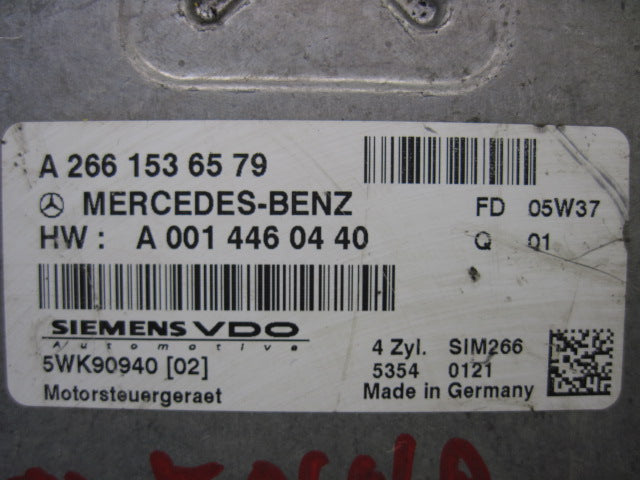 A 266 153 65 79
MERCEDES-BENZ
FD 05W37
HW : A 001 446 04 40
Q 01
SIEMENS VDO
Automotive
5WK90940 [02]
4 Zyl. SIM266
5354 0121
Motorsteuergeraet
Made in Germany